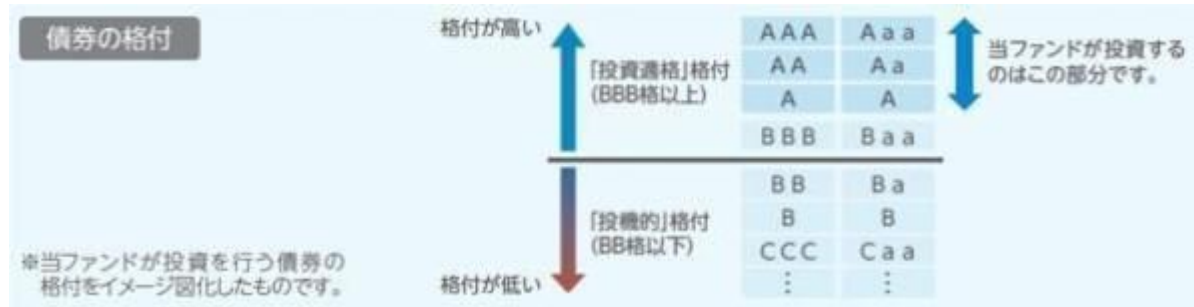 債券の格付
格付が高い
「投資適格」格付
(BBB格以上)
AAA Aaa
AA Aa
A A
BBB Baa
当ファンドが投資する
のはこの部分です。
「投機的」格付
(BB格以下)
BB Ba
B B
CCC Caa
⋮ ⋮
格付が低い
※当ファンドが投資を行う債券の
格付をイメージ図化したものです。